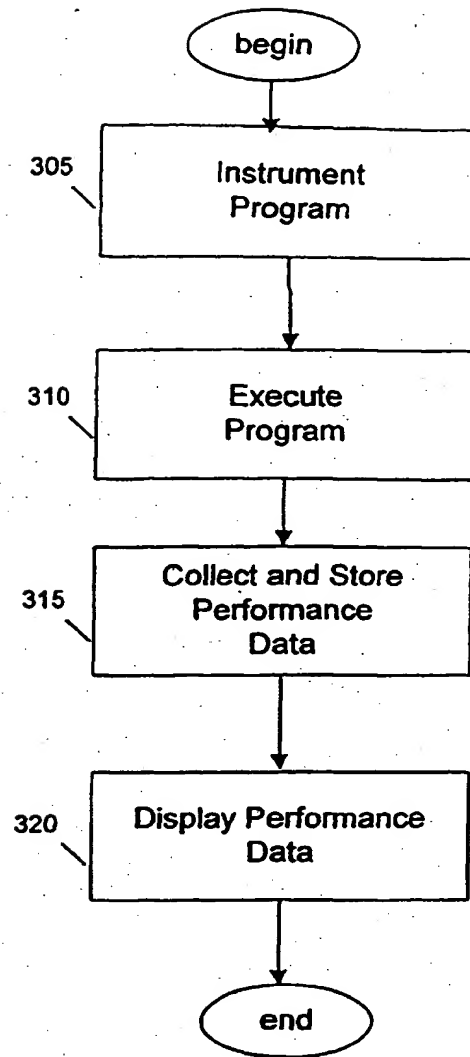 begin
305
Instrument
Program
310
Execute
Program
315
Collect and Store
Performance
Data
320
Display Performance
Data
end